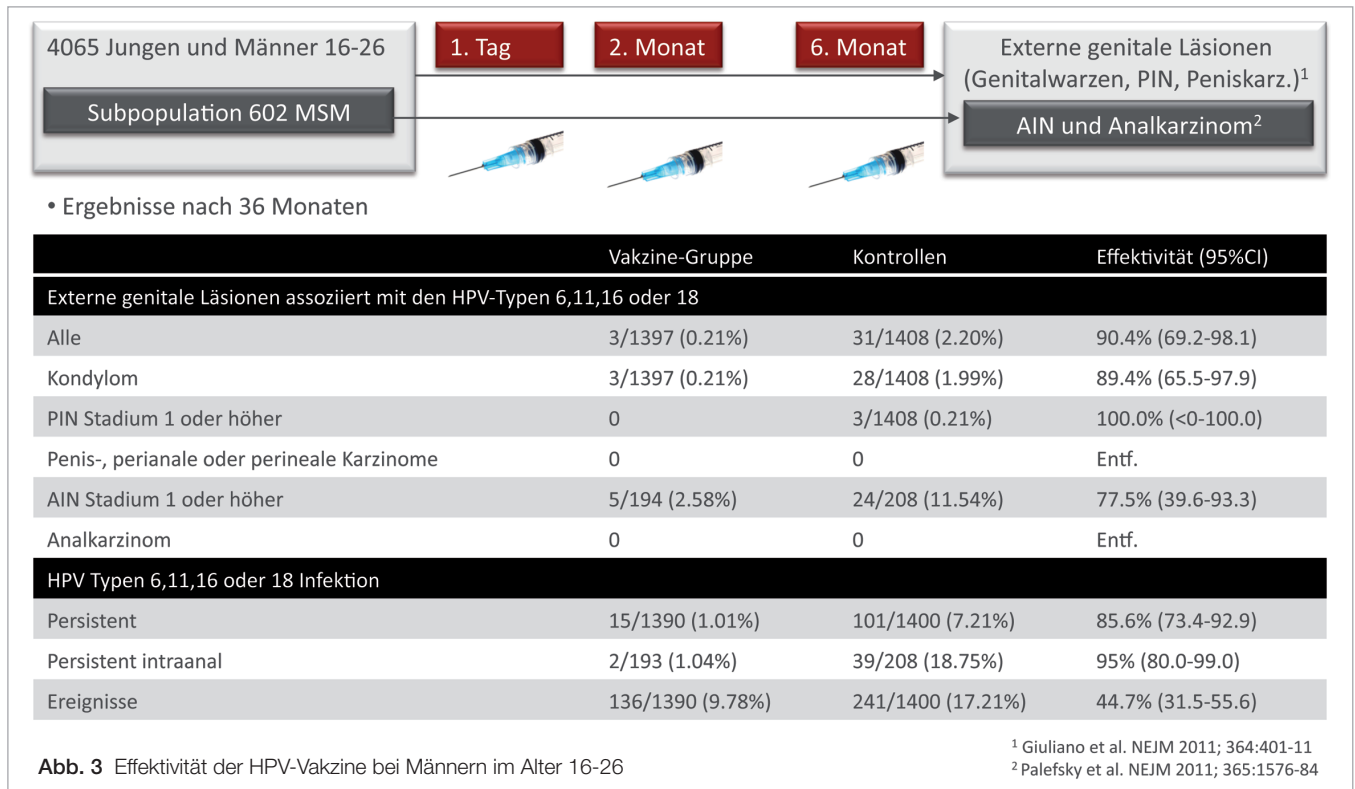 4065 Jungen und Männer 16-26
Subpopulation 602 MSM
1. Tag
2. Monat
6. Monat
Externe genitale Läsionen
(Genitalwarzen, PIN, Peniskarz.)¹
AIN und Analkarzinom²
• Ergebnisse nach 36 Monaten
Vakzine-Gruppe Kontrollen Effektivität (95%CI)
Externe genitale Läsionen assoziiert mit den HPV-Typen 6,11,16 oder 18
Alle 3/1397 (0.21%) 31/1408 (2.20%) 90.4% (69.2-98.1)
Kondylom 3/1397 (0.21%) 28/1408 (1.99%) 89.4% (65.5-97.9)
PIN Stadium 1 oder höher 0 3/1408 (0.21%) 100.0% (<0-100.0)
Penis-, perianale oder perineale Karzinome 0 0 Entf.
AIN Stadium 1 oder höher 5/194 (2.58%) 24/208 (11.54%) 77.5% (39.6-93.3)
Analkarzinom 0 0 Entf.
HPV Typen 6,11,16 oder 18 Infektion
Persistent 15/1390 (1.01%) 101/1400 (7.21%) 85.6% (73.4-92.9)
Persistent intraanal 2/193 (1.04%) 39/208 (18.75%) 95% (80.0-99.0)
Ereignisse 136/1390 (9.78%) 241/1400 (17.21%) 44.7% (31.5-55.6)
Abb. 3 Effektivität der HPV-Vakzine bei Männern im Alter 16-26
¹ Giuliano et al. NEJM 2011; 364:401-11
² Palefsky et al. NEJM 2011; 365:1576-84